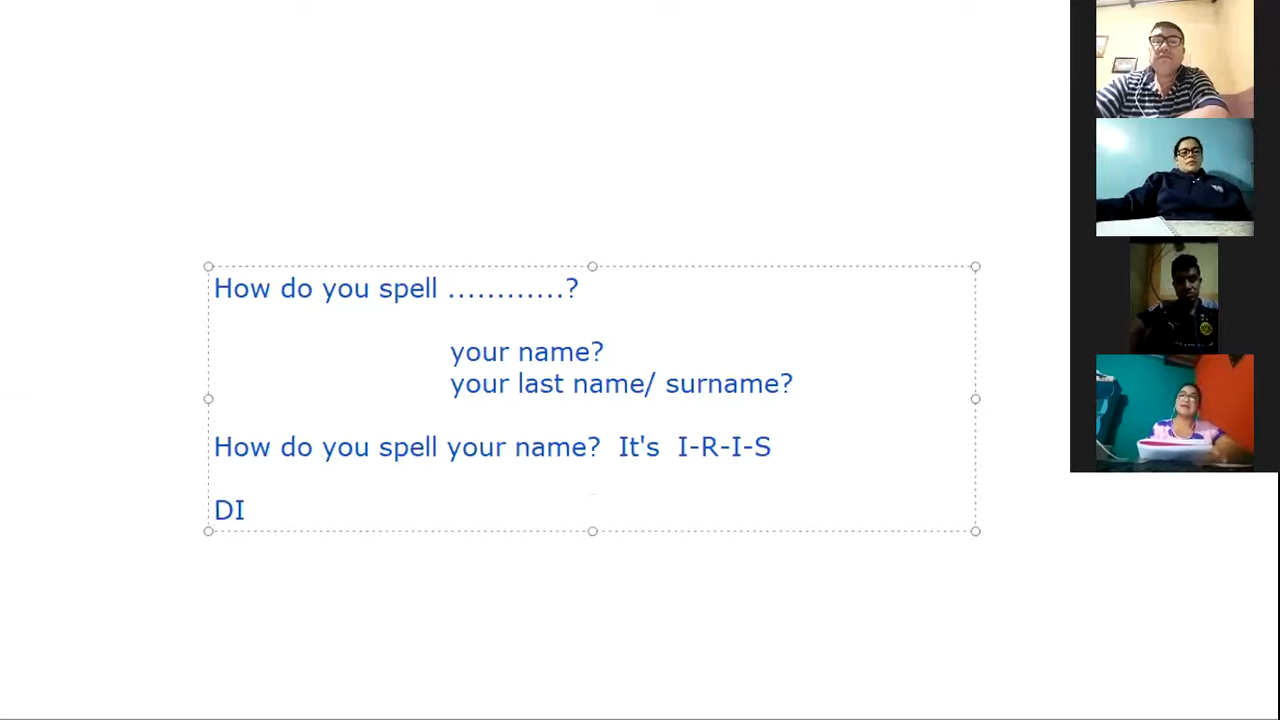 How do you spell ............?
your name?
your last name/ surname?
How do you spell your name?  It's  I-R-I-S
DI